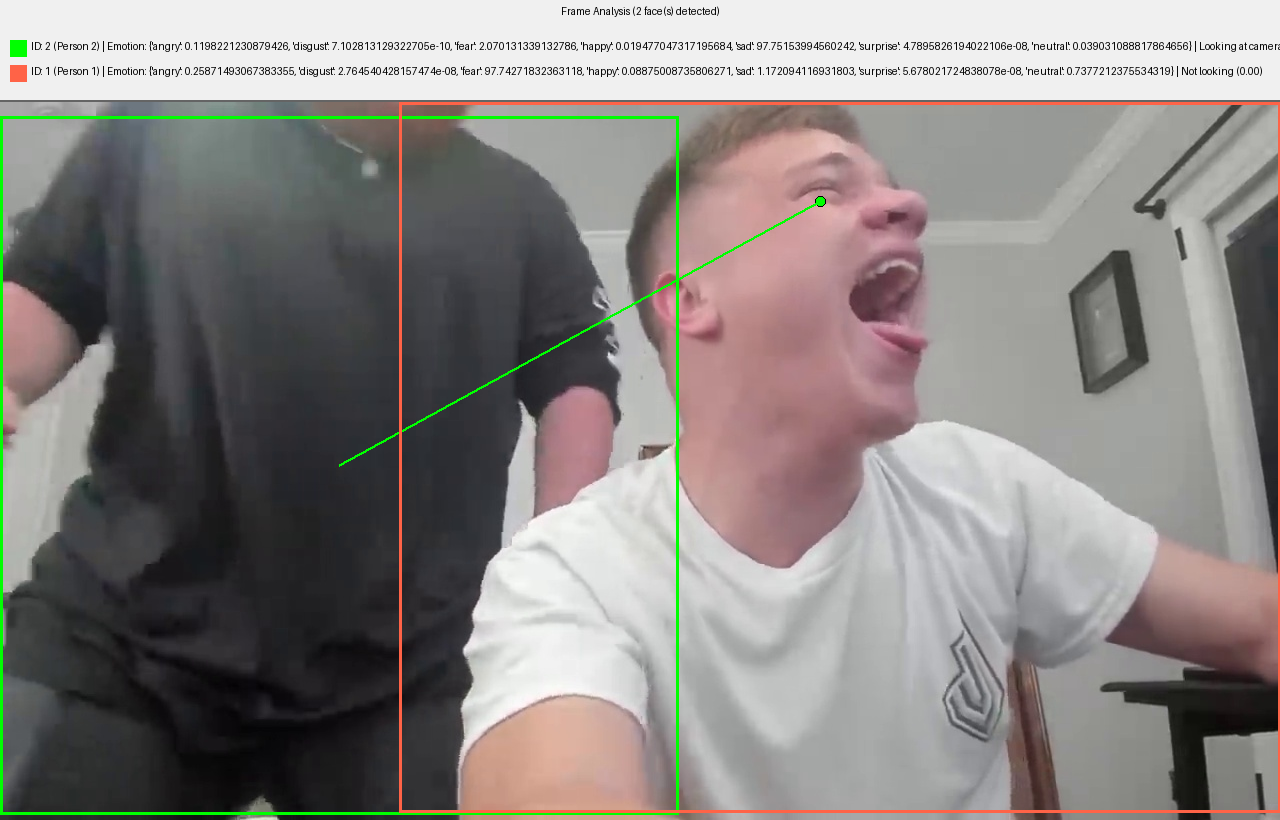 Frame Analysis (2 face(s) detected)
ID: 2 (Person 2) | Emotion: {'angry': 0.1198221230879426, 'disgust': 7.102813129322705e-10, 'fear': 2.070131339132786, 'happy': 0.019477047317195684, 'sad': 97.75153994560242, 'surprise': 4.7895826194022106e-08, 'neutral': 0.039031088817864656} | Looking at camera
ID: 1 (Person 1) | Emotion: {'angry': 0.25871493067383355, 'disgust': 2.764540428157474e-08, 'fear': 97.74271832363118, 'happy': 0.08875008735806271, 'sad': 1.172094116931803, 'surprise': 5.678021724838078e-08, 'neutral': 0.7377212375534319} | Not looking (0.00)